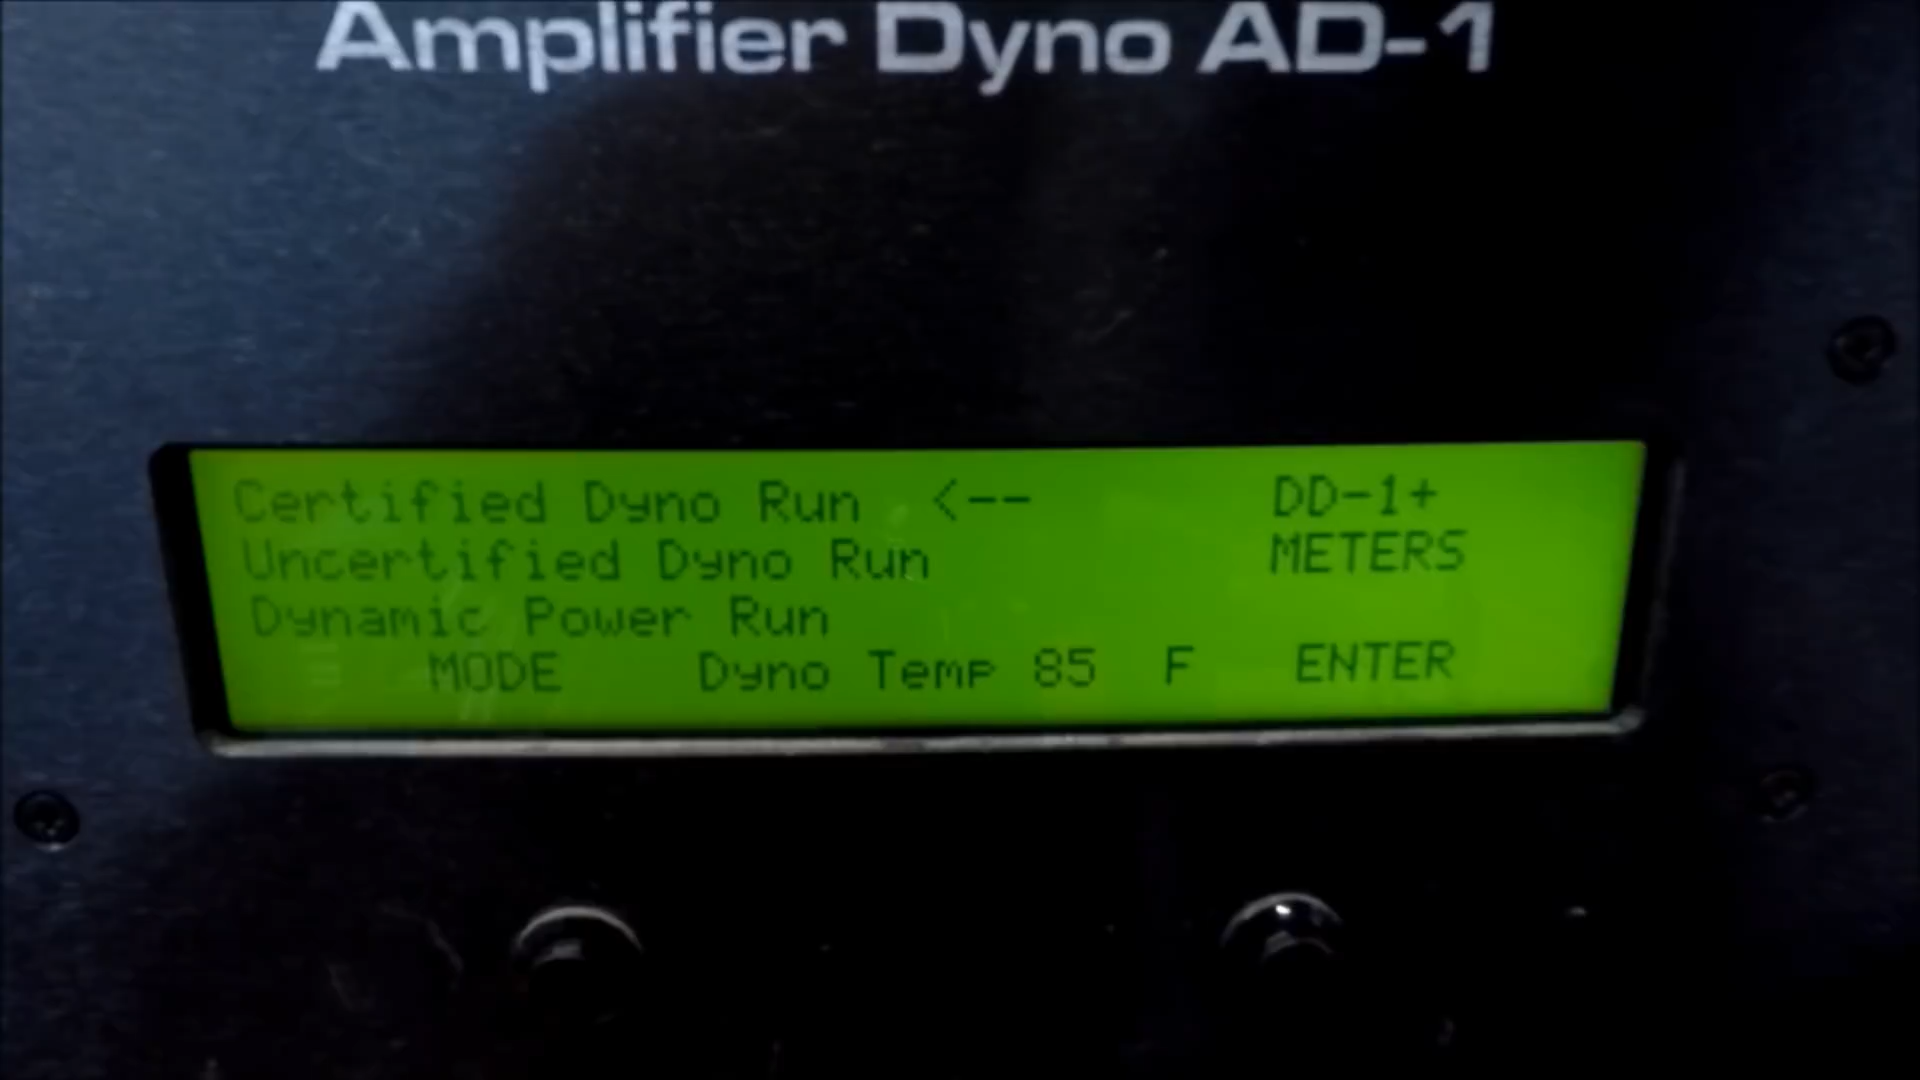 Amplifier Dyno AD-1
Certified Dyno Run <-- DD-1+
Uncertified Dyno Run METERS
Dynamic Power Run
MODE Dyno Temp 85 F ENTER